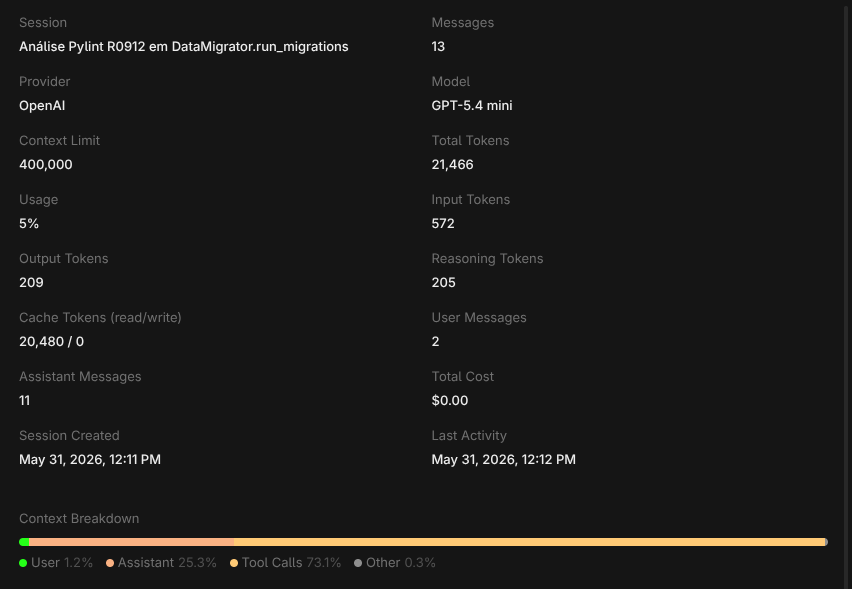 Session
Messages
Análise Pylint R0912 em DataMigrator.run_migrations
13
Provider
Model
OpenAI
GPT-5.4 mini
Context Limit
Total Tokens
400,000
21,466
Usage
Input Tokens
5%
572
Output Tokens
Reasoning Tokens
209
205
Cache Tokens (read/write)
User Messages
20,480 / 0
2
Assistant Messages
Total Cost
11
$0.00
Session Created
Last Activity
May 31, 2026, 12:11 PM
May 31, 2026, 12:12 PM
Context Breakdown
User 1.2% Assistant 25.3% Tool Calls 73.1% Other 0.3%